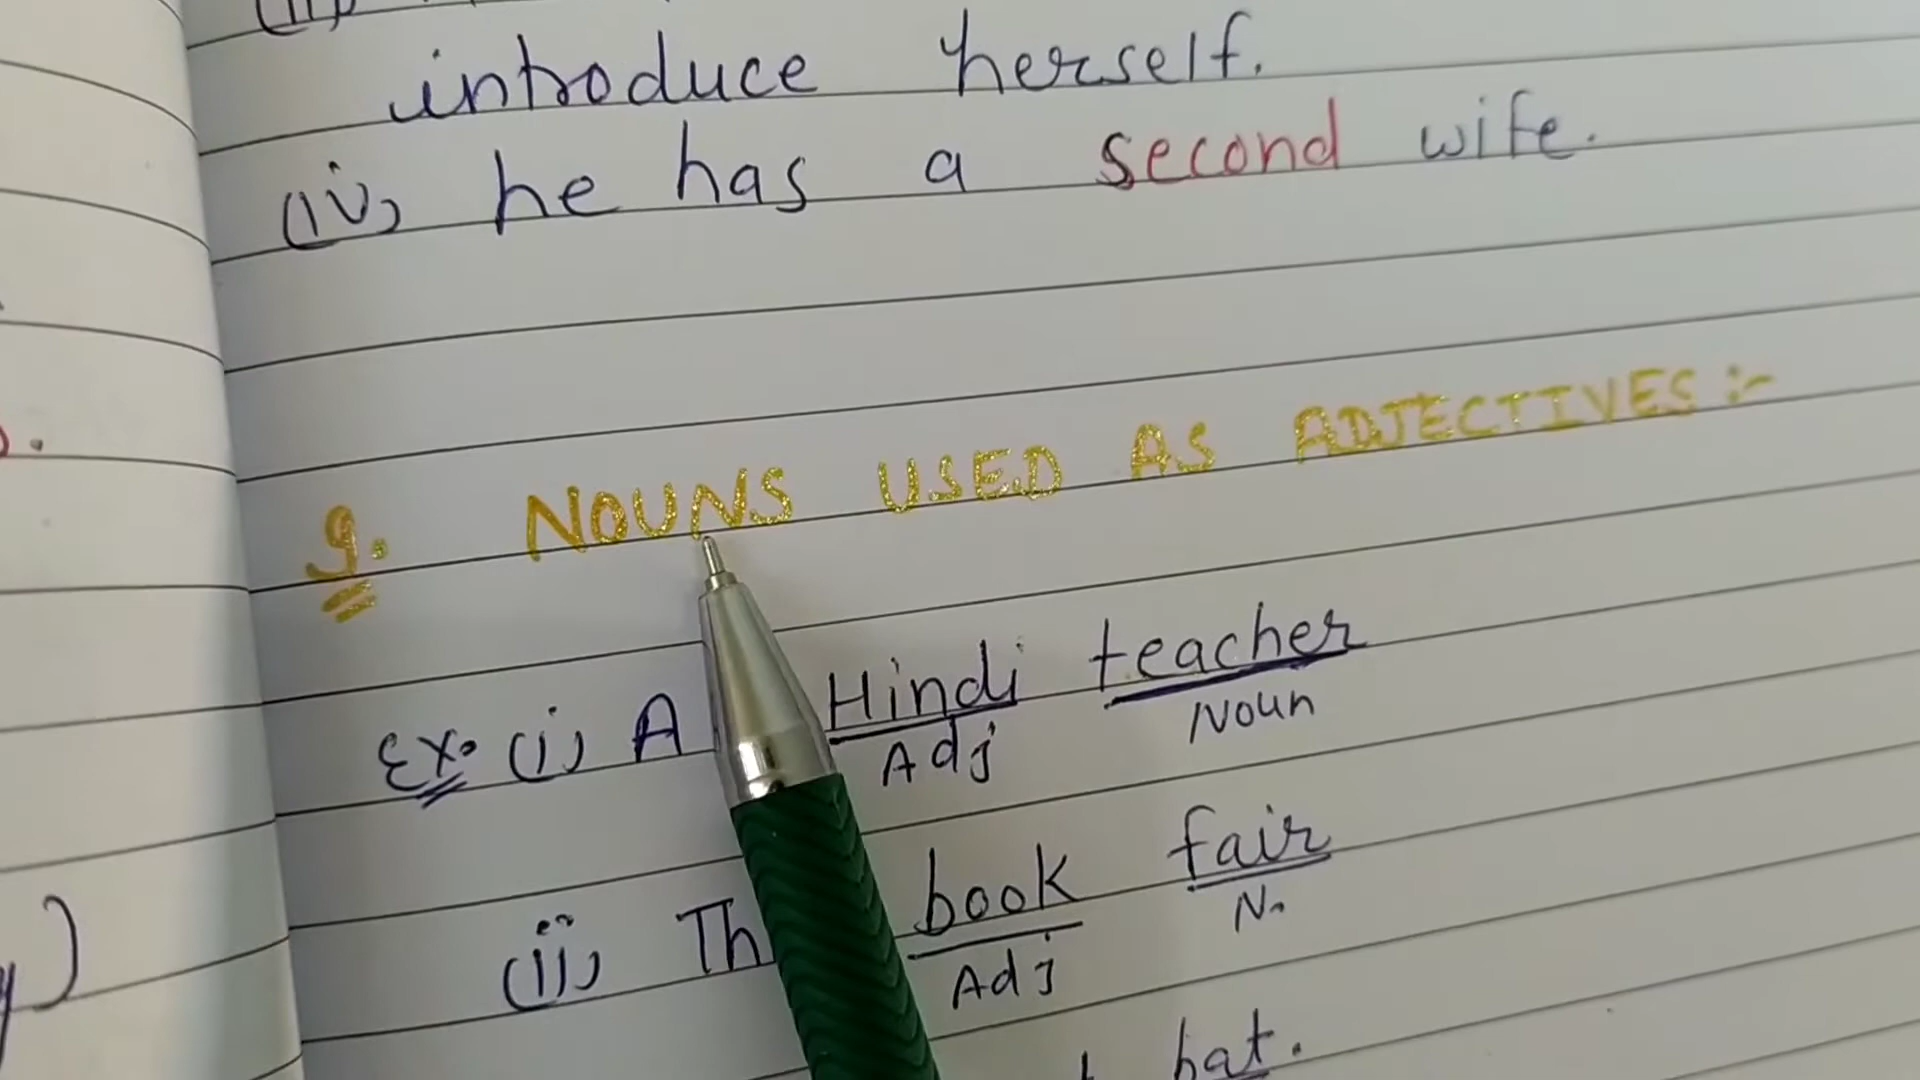 introduce herself.
(iv) he has a second wife.
9. NOUNS USED AS ADJECTIVES :-
Ex. (i) A Hindi teacher
Adj Noun
(ii) Th book fair
Adj N.